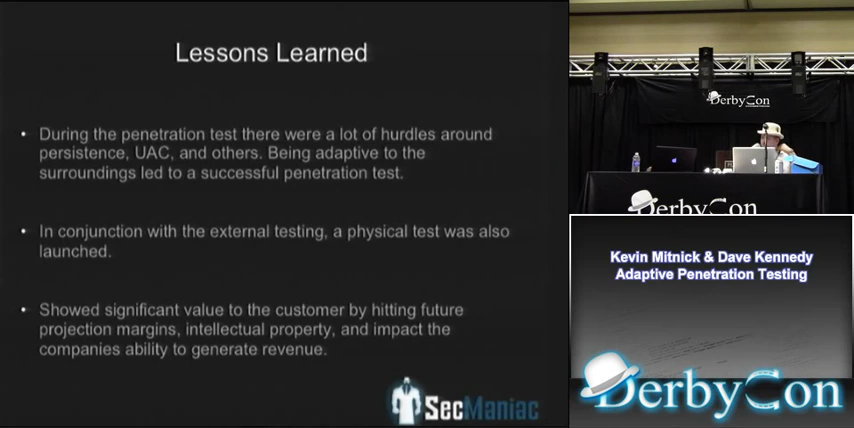 Lessons Learned
• During the penetration test there were a lot of hurdles around
persistence, UAC, and others. Being adaptive to the
surroundings led to a successful penetration test.
• In conjunction with the external testing, a physical test was also
launched.
• Showed significant value to the customer by hitting future
projection margins, intellectual property, and impact the
companies ability to generate revenue.
SecManiac
DerbyCon
DerbyCon
Kevin Mitnick & Dave Kennedy
Adaptive Penetration Testing
DerbyCon